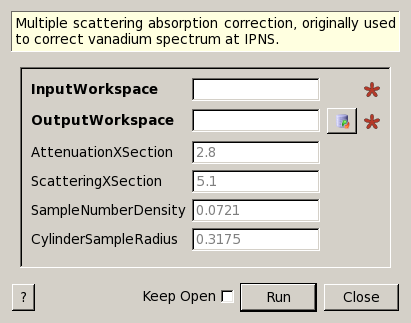 Multiple scattering absorption correction, originally used
to correct vanadium spectrum at IPNS.
InputWorkspace
OutputWorkspace
AttenuationXSection 2.8
ScatteringXSection 5.1
SampleNumberDensity 0.0721
CylinderSampleRadius 0.3175
? Keep Open Run Close